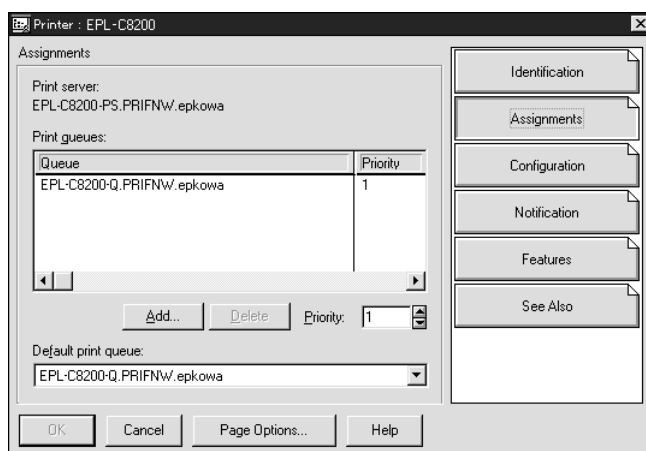 Printer : EPL-C8200
Assignments
Print server:
EPL-C8200-PS.PRIFNW.epkowa
Print queues:
Queue Priority
EPL-C8200-Q.PRIFNW.epkowa 1
Add... Delete Priority: 1
Default print queue:
EPL-C8200-Q.PRIFNW.epkowa
OK Cancel Page Options... Help
Identification
Assignments
Configuration
Notification
Features
See Also